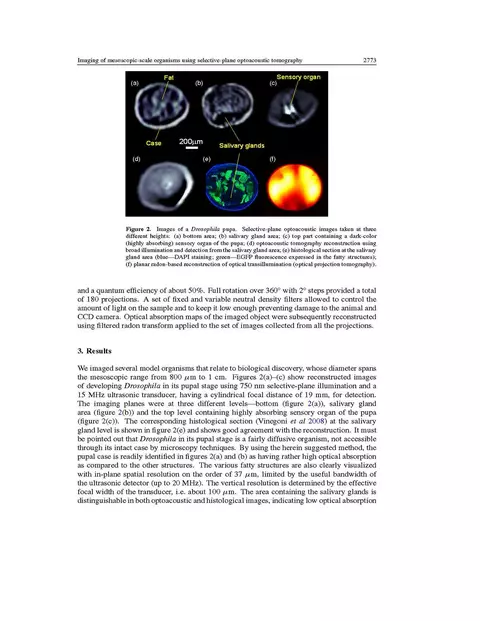 Imaging of mesoscopic-scale organisms using selective-plane optoacoustic tomography 2773
(a) Fat (b) (c) Sensory organ
Case 200μm Salivary glands
(d) (e) (f)
Figure 2. Images of a Drosophila pupa. Selective-plane optoacoustic images taken at three
different heights: (a) bottom area; (b) salivary gland area; (c) top part containing a dark-color
(highly absorbing) sensory organ of the pupa; (d) optoacoustic tomography reconstruction using
broad illumination and detection from the salivary gland area; (e) histological section at the salivary
gland area (blue—DAPI staining; green—EGFP fluorescence expressed in the fatty structures);
(f) planar radon-based reconstruction of optical transillumination (optical projection tomography).
and a quantum efficiency of about 50%. Full rotation over 360° with 2° steps provided a total
of 180 projections. A set of fixed and variable neutral density filters allowed to control the
amount of light on the sample and to keep it low enough preventing damage to the animal and
CCD camera. Optical absorption maps of the imaged object were subsequently reconstructed
using filtered radon transform applied to the set of images collected from all the projections.
3. Results
We imaged several model organisms that relate to biological discovery, whose diameter spans
the mesoscopic range from 800 μm to 1 cm. Figures 2(a)–(c) show reconstructed images
of developing Drosophila in its pupal stage using 750 nm selective-plane illumination and a
15 MHz ultrasonic transducer, having a cylindrical focal distance of 19 mm, for detection.
The imaging planes were at three different levels—bottom (figure 2(a)), salivary gland
area (figure 2(b)) and the top level containing highly absorbing sensory organ of the pupa
(figure 2(c)). The corresponding histological section (Vinegoni et al 2008) at the salivary
gland level is shown in figure 2(e) and shows good agreement with the reconstruction. It must
be pointed out that Drosophila in its pupal stage is a fairly diffusive organism, not accessible
through its intact case by microscopy techniques. By using the herein suggested method, the
pupal case is readily identified in figures 2(a) and (b) as having rather high optical absorption
as compared to the other structures. The various fatty structures are also clearly visualized
with in-plane spatial resolution on the order of 37 μm, limited by the useful bandwidth of
the ultrasonic detector (up to 20 MHz). The vertical resolution is determined by the effective
focal width of the transducer, i.e. about 100 μm. The area containing the salivary glands is
distinguishable in both optoacoustic and histological images, indicating low optical absorption